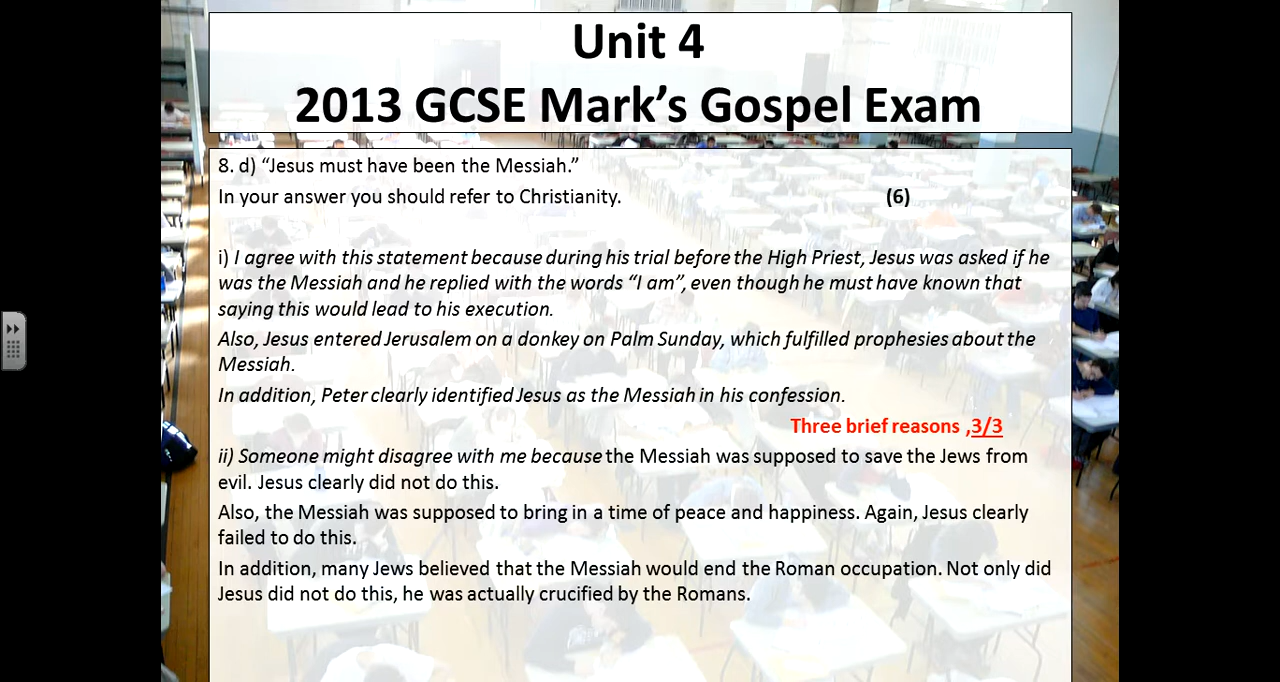 Unit 4
2013 GCSE Mark’s Gospel Exam
8. d) “Jesus must have been the Messiah.”
In your answer you should refer to Christianity. (6)
i) I agree with this statement because during his trial before the High Priest, Jesus was asked if he
was the Messiah and he replied with the words “I am”, even though he must have known that
saying this would lead to his execution.
Also, Jesus entered Jerusalem on a donkey on Palm Sunday, which fulfilled prophesies about the
Messiah.
In addition, Peter clearly identified Jesus as the Messiah in his confession.
Three brief reasons ,3/3
ii) Someone might disagree with me because the Messiah was supposed to save the Jews from
evil. Jesus clearly did not do this.
Also, the Messiah was supposed to bring in a time of peace and happiness. Again, Jesus clearly
failed to do this.
In addition, many Jews believed that the Messiah would end the Roman occupation. Not only did
Jesus did not do this, he was actually crucified by the Romans.